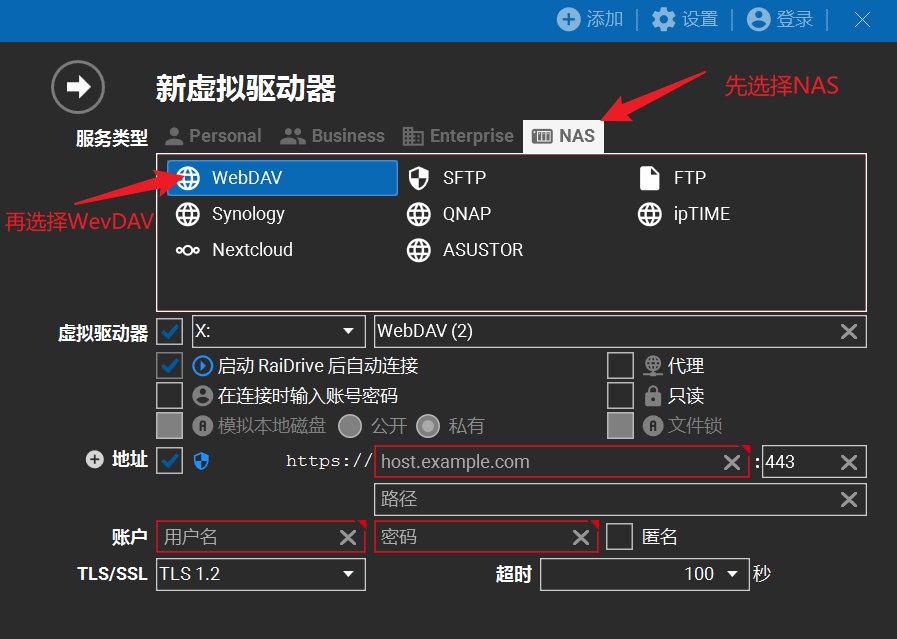 添加 设置 登录
新虚拟驱动器
先选择NAS
服务类型 Personal Business Enterprise NAS
WebDAV SFTP FTP
再选择WevDAV
Synology QNAP ipTIME
Nextcloud ASUSTOR
虚拟驱动器 X: WebDAV (2)
启动 RaiDrive 后自动连接 代理
在连接时输入账号密码 只读
A 模拟本地磁盘 公开 私有 A 文件锁
地址 https:// host.example.com : 443
路径
账户 用户名 密码 匿名
TLS/SSL TLS 1.2 超时 100 秒